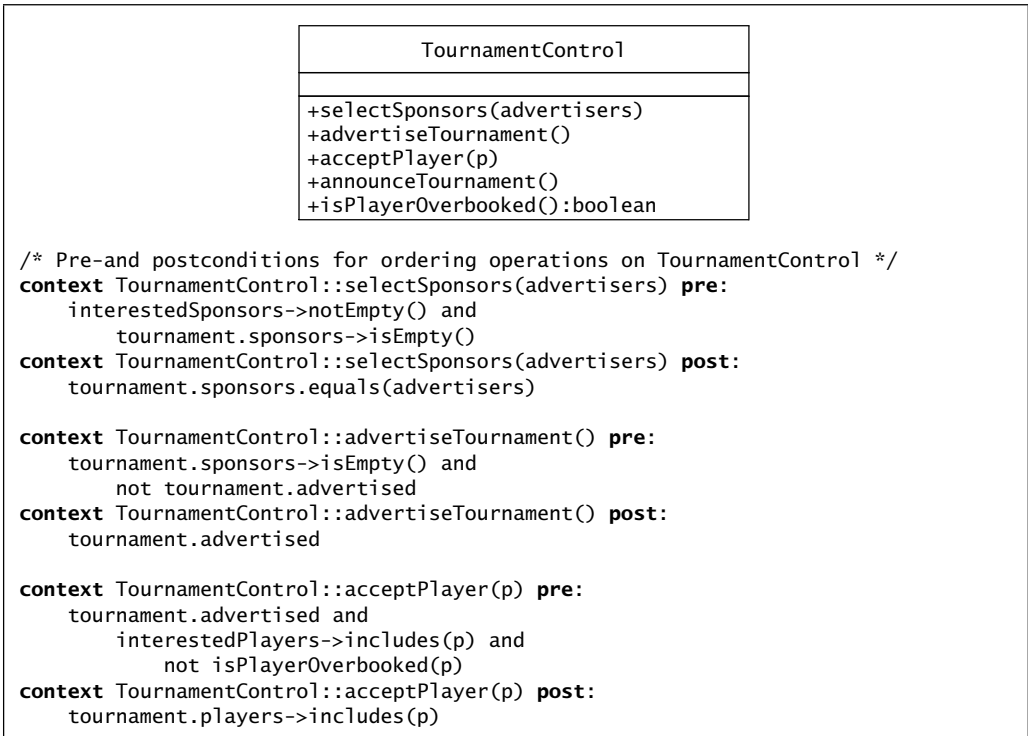 TournamentControl
+selectSponsors(advertisers)
+advertiseTournament()
+acceptPlayer(p)
+announceTournament()
+isPlayerOverbooked():boolean
/* Pre-and postconditions for ordering operations on TournamentControl */
context TournamentControl::selectSponsors(advertisers) pre:
interestedSponsors->notEmpty() and
tournament.sponsors->isEmpty()
context TournamentControl::selectSponsors(advertisers) post:
tournament.sponsors.equals(advertisers)
context TournamentControl::advertiseTournament() pre:
tournament.sponsors->isEmpty() and
not tournament.advertised
context TournamentControl::advertiseTournament() post:
tournament.advertised
context TournamentControl::acceptPlayer(p) pre:
tournament.advertised and
interestedPlayers->includes(p) and
not isPlayerOverbooked(p)
context TournamentControl::acceptPlayer(p) post:
tournament.players->includes(p)